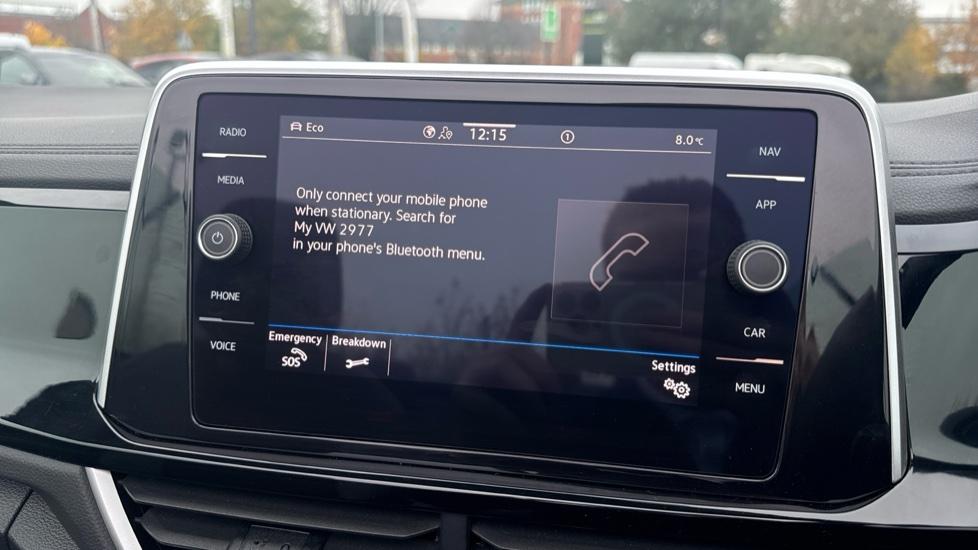 RADIO
MEDIA
PHONE
VOICE
Eco
12:15
1
8.0°C
Only connect your mobile phone
when stationary. Search for
My VW 2977
in your phone's Bluetooth menu.
Emergency
SOS
Breakdown
Settings
NAV
APP
CAR
MENU